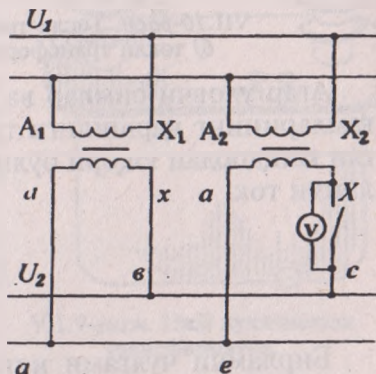 U₁
A₁ X₁ A₂ X₂
a x a X
V
U₂ в c
a e